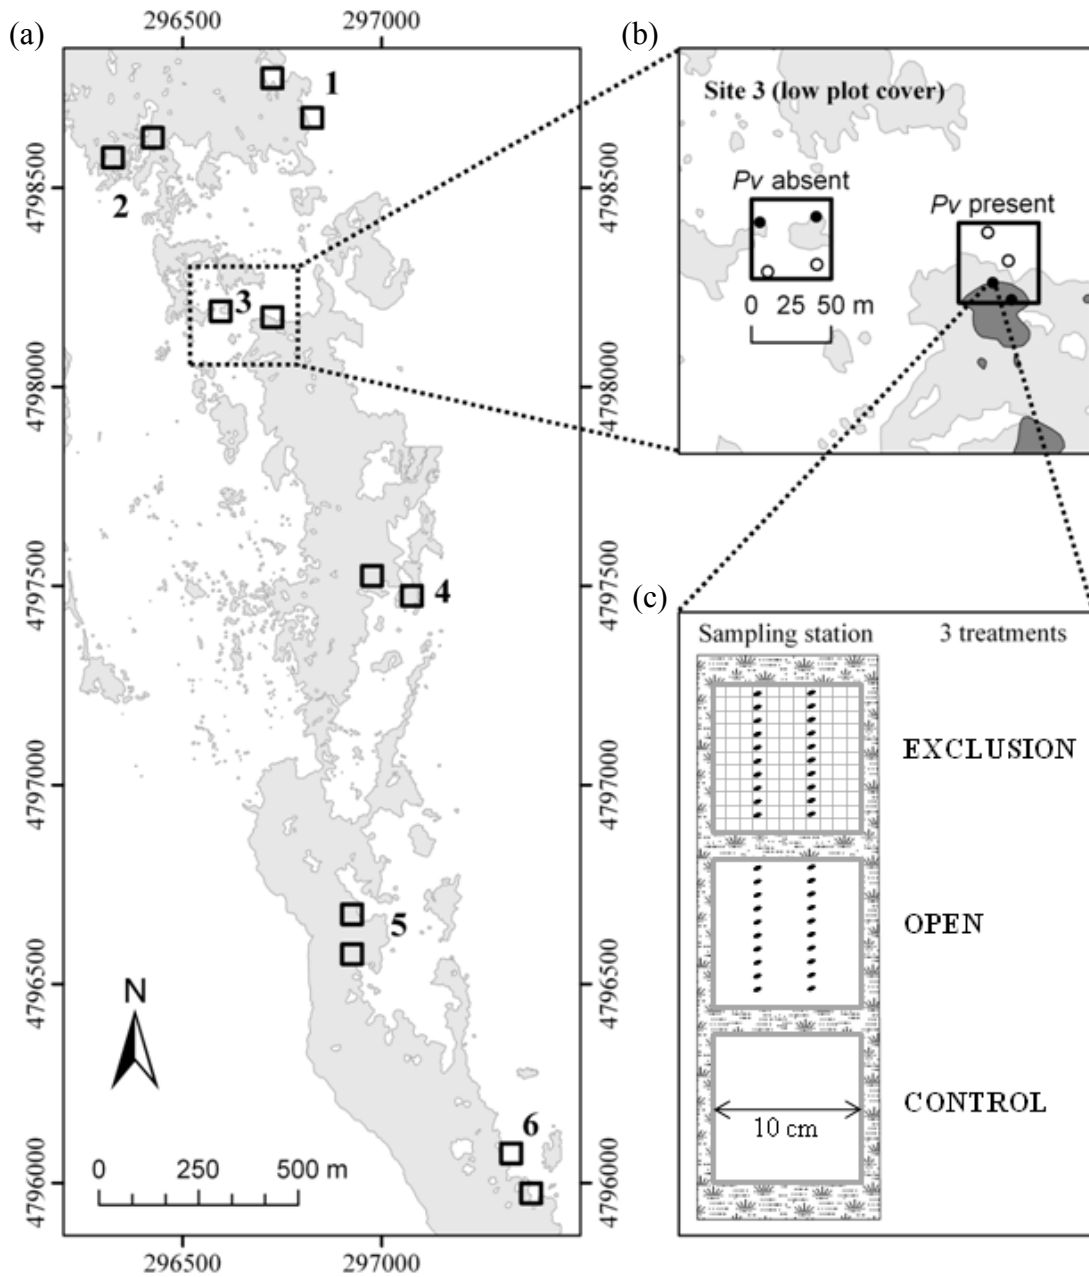 (a)
296500 297000
1
2
3
4
5
6
4798500
4798000
4797500
4797000
4796500
4796000
4798500
4798000
4797500
4797000
4796500
4796000
N
0 250 500 m
296500 297000
(b)
Site 3 (low plot cover)
Pv absent
Pv present
0 25 50 m
(c)
Sampling station 3 treatments
EXCLUSION
OPEN
CONTROL
10 cm